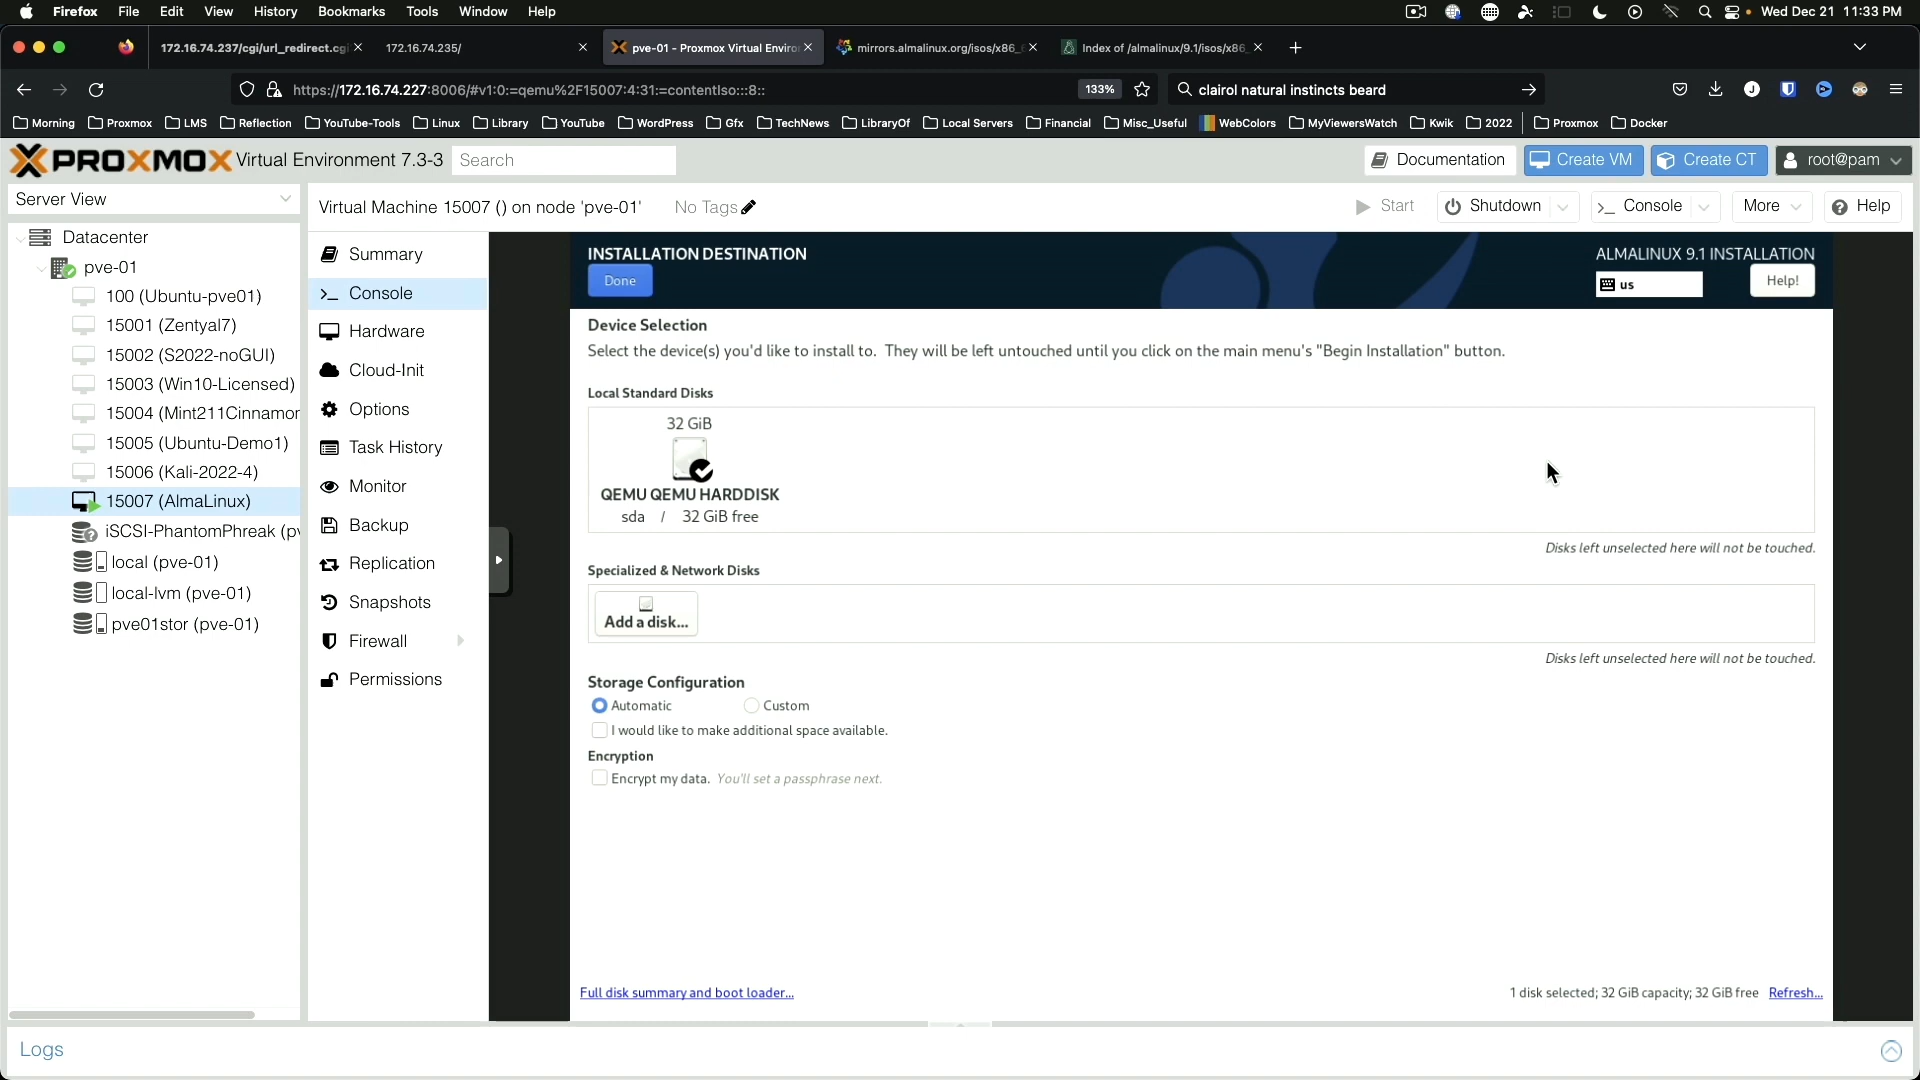 Firefox File Edit View History Bookmarks Tools Window Help
Wed Dec 21 11:33 PM
172.16.74.237/cgi/url_redirect.cgi
172.16.74.235/
pve-01 - Proxmox Virtual Enviro
mirrors.almalinux.org/isos/x86_
Index of /almalinux/9.1/isos/x86_
https://172.16.74.227:8006/#v1:0:=qemu%2F15007:4:31:=contentIso:::8::
133%
clairol natural instincts beard
Morning Proxmox LMS Reflection YouTube-Tools Linux Library YouTube WordPress Gfx TechNews LibraryOf Local Servers Financial Misc_Useful WebColors MyViewersWatch Kwik 2022 Proxmox Docker
PROXMOX Virtual Environment 7.3-3 Search
Documentation Create VM Create CT root@pam
Server View
Virtual Machine 15007 () on node 'pve-01' No Tags
Start Shutdown Console More Help
Datacenter
pve-01
100 (Ubuntu-pve01)
15001 (Zentyal7)
15002 (S2022-noGUI)
15003 (Win10-Licensed)
15004 (Mint211Cinnamor
15005 (Ubuntu-Demo1)
15006 (Kali-2022-4)
15007 (AlmaLinux)
iSCSI-PhantomPhreak (pv
local (pve-01)
local-lvm (pve-01)
pve01stor (pve-01)
Summary
Console
Hardware
Cloud-Init
Options
Task History
Monitor
Backup
Replication
Snapshots
Firewall
Permissions
INSTALLATION DESTINATION
Done
ALMALINUX 9.1 INSTALLATION
us
Help!
Device Selection
Select the device(s) you'd like to install to. They will be left untouched until you click on the main menu's "Begin Installation" button.
Local Standard Disks
32 GiB
QEMU QEMU HARDDISK
sda / 32 GiB free
Disks left unselected here will not be touched.
Specialized & Network Disks
Add a disk...
Disks left unselected here will not be touched.
Storage Configuration
Automatic Custom
I would like to make additional space available.
Encryption
Encrypt my data. You'll set a passphrase next.
Full disk summary and boot loader...
1 disk selected; 32 GiB capacity; 32 GiB free Refresh...
Logs